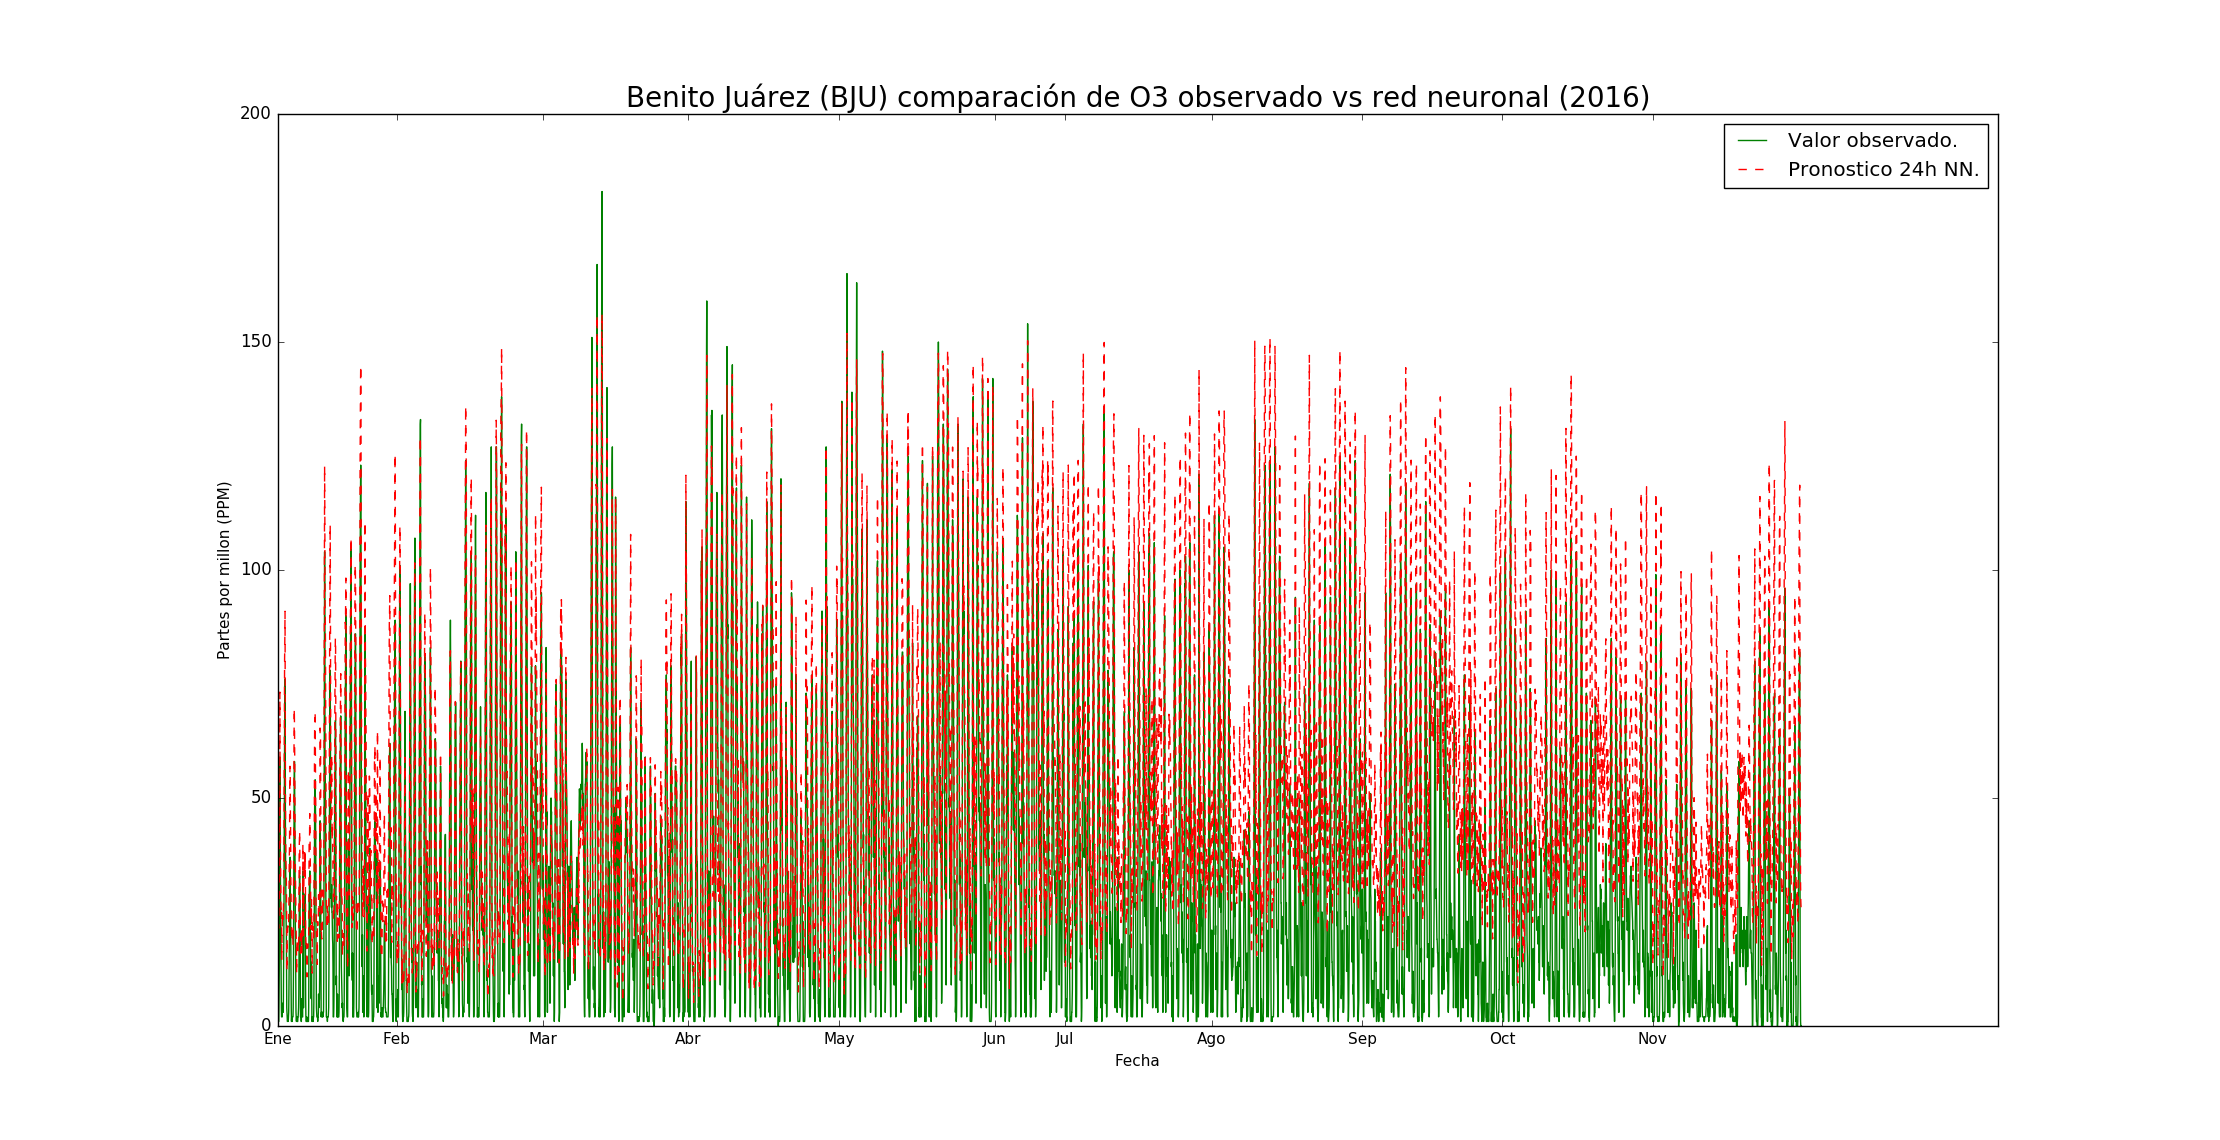 Benito Juárez (BJU) comparación de O3 observado vs red neuronal (2016)
Valor observado.
Pronostico 24h NN.
Partes por millon (PPM)
200
150
100
50
0
Ene Feb Mar Abr May Jun Jul Ago Sep Oct Nov
Fecha